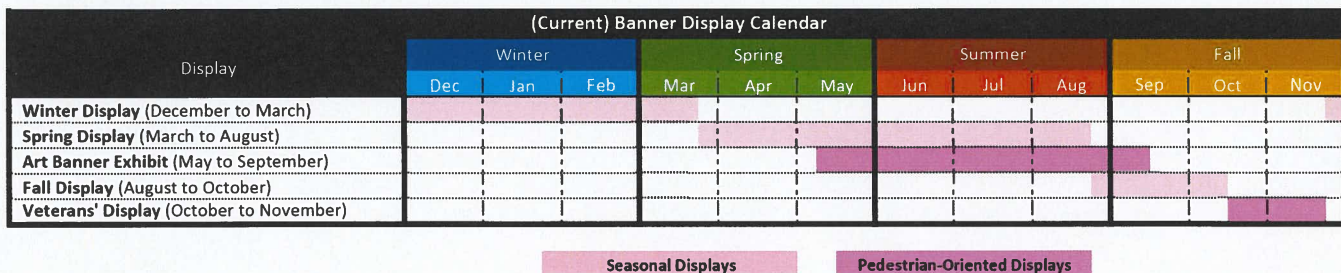 (Current) Banner Display Calendar
Display
Winter Spring Summer Fall
Dec Jan Feb Mar Apr May Jun Jul Aug Sep Oct Nov
Winter Display (December to March)
Spring Display (March to August)
Art Banner Exhibit (May to September)
Fall Display (August to October)
Veterans' Display (October to November)
Seasonal Displays Pedestrian-Oriented Displays